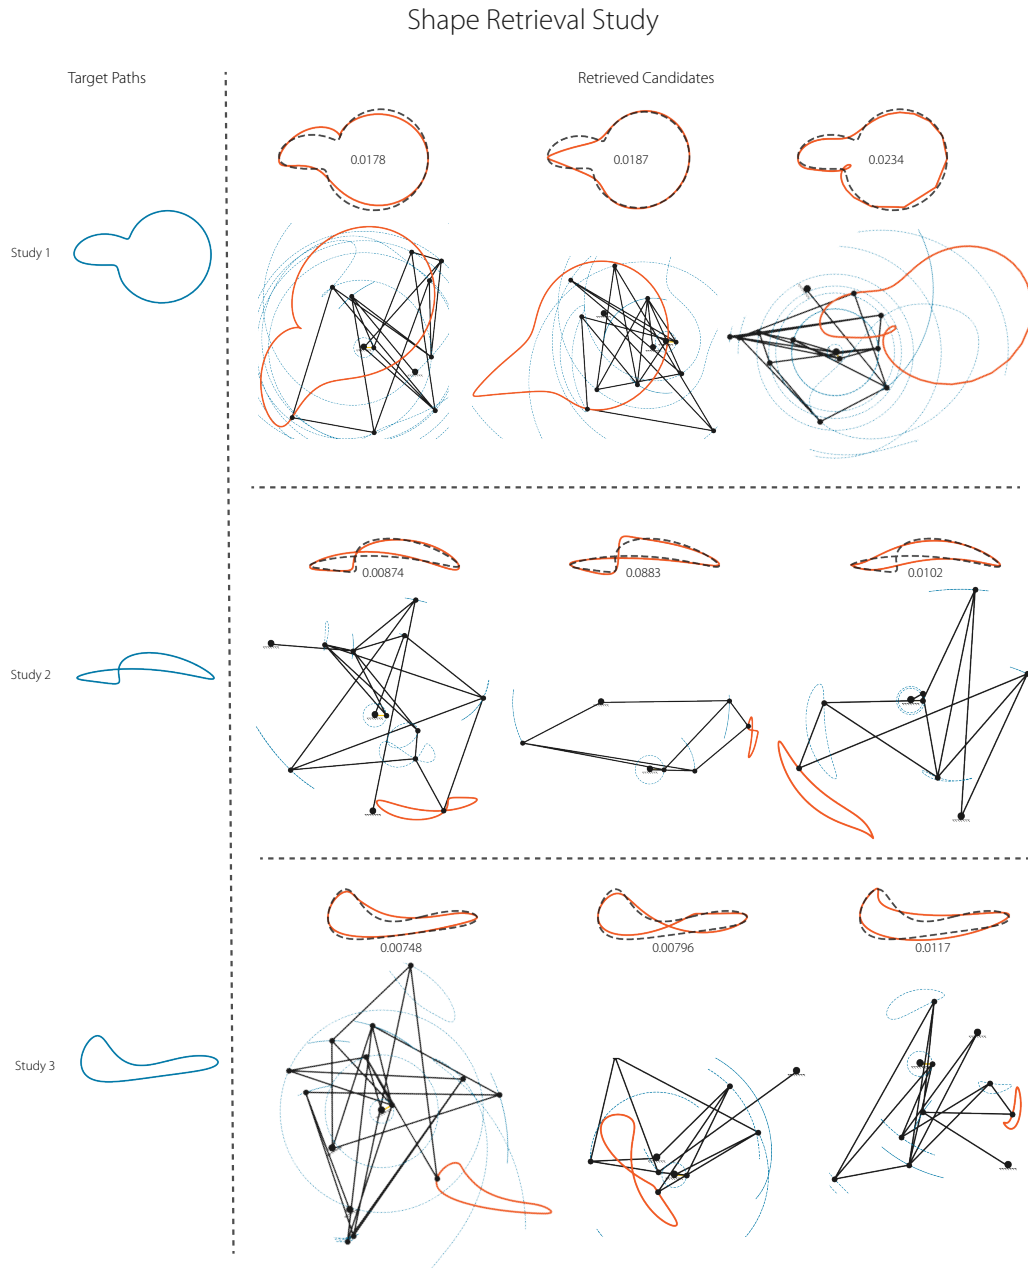 Shape Retrieval Study
Target Paths
Retrieved Candidates
0.0178
0.0187
0.0234
Study 1
0.00874
0.0883
0.0102
Study 2
0.00748
0.00796
0.0117
Study 3